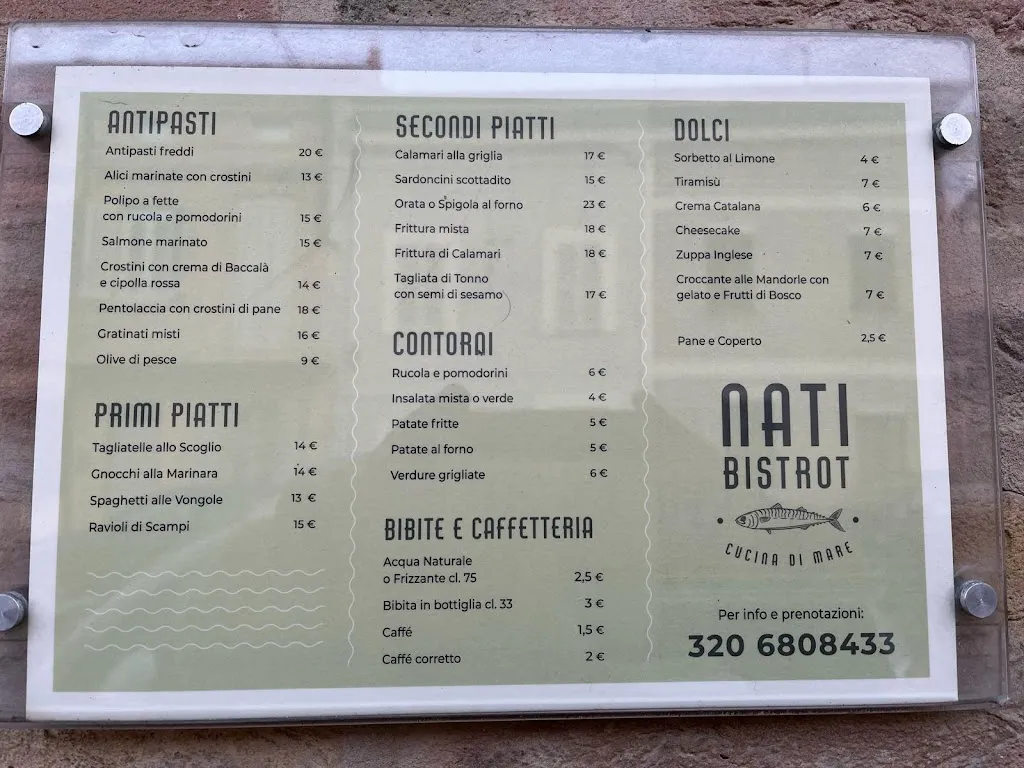 ANTIPASTI
Antipasti freddi 20 €
Alici marinate con crostini 13 €
Polipo a fette
con rucola e pomodorini 15 €
Salmone marinato 15 €
Crostini con crema di Baccalà
e cipolla rossa 14 €
Pentolaccia con crostini di pane 18 €
Gratinati misti 16 €
Olive di pesce 9 €
PRIMI PIATTI
Tagliatelle allo Scoglio 14 €
Gnocchi alla Marinara 14 €
Spaghetti alle Vongole 13 €
Ravioli di Scampi 15 €
SECONDI PIATTI
Calamari alla griglia 17 €
Sardoncini scottadito 15 €
Orata o Spigola al forno 23 €
Frittura mista 18 €
Frittura di Calamari 18 €
Tagliata di Tonno
con semi di sesamo 17 €
CONTORAI
Rucola e pomodorini 6 €
Insalata mista o verde 4 €
Patate fritte 5 €
Patate al forno 5 €
Verdure grigliate 6 €
BIBITE E CAFFETTERIA
Acqua Naturale
o Frizzante cl. 75 2,5 €
Bibita in bottiglia cl. 33 3 €
Caffé 1,5 €
Caffé corretto 2 €
DOLCI
Sorbetto al Limone 4 €
Tiramisù 7 €
Crema Catalana 6 €
Cheesecake 7 €
Zuppa Inglese 7 €
Croccante alle Mandorle con
gelato e Frutti di Bosco 7 €
Pane e Coperto 2,5 €
NATI
BISTROT
CUCINA DI MARE
Per info e prenotazioni:
320 6808433